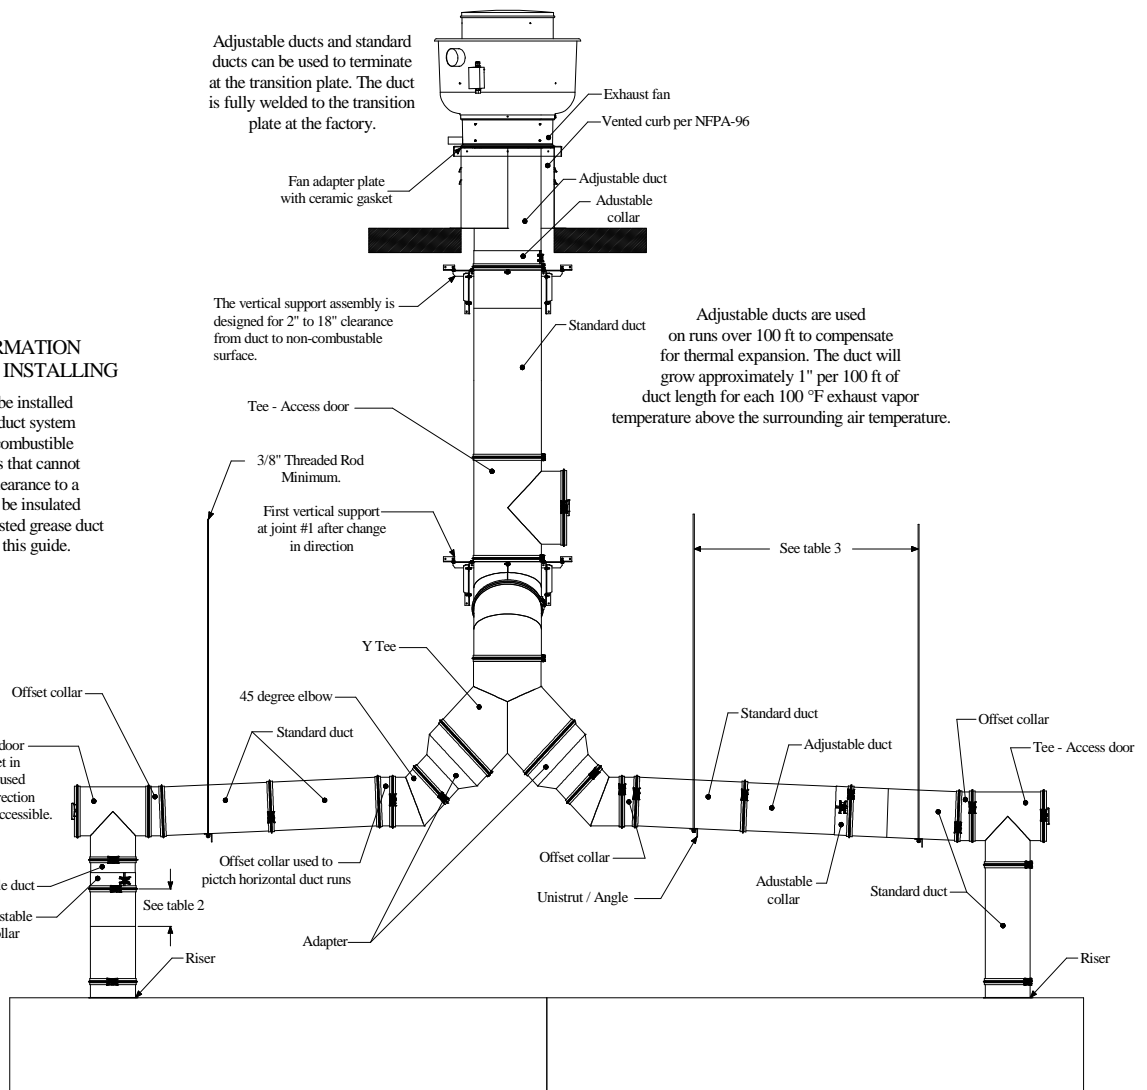 Adjustable ducts and standard
ducts can be used to terminate
at the transition plate. The duct
is fully welded to the transition
plate at the factory.
Exhaust fan
Vented curb per NFPA-96
Fan adapter plate
with ceramic gasket
Adjustable duct
Adustable
collar
The vertical support assembly is
designed for 2" to 18" clearance
from duct to non-combustable
surface.
Standard duct
Adjustable ducts are used
on runs over 100 ft to compensate
for thermal expansion. The duct will
grow approximately 1" per 100 ft of
duct length for each 100 °F exhaust vapor
temperature above the surrounding air temperature.
RMATION
INSTALLING
be installed
duct system
combustible
s that cannot
earance to a
be insulated
sted grease duct
this guide.
Tee - Access door
3/8" Threaded Rod
Minimum.
First vertical support
at joint #1 after change
in direction
See table 3
Y Tee
Offset collar
45 degree elbow
Standard duct
Standard duct
Adjustable duct
Offset collar
Tee - Access door
door
et in
used
rection
ccessible.
Offset collar used to
pictch horizontal duct runs
Offset collar
Unistrut / Angle
Adustable
collar
Standard duct
le duct
stable
ollar
See table 2
Adapter
Riser
Riser